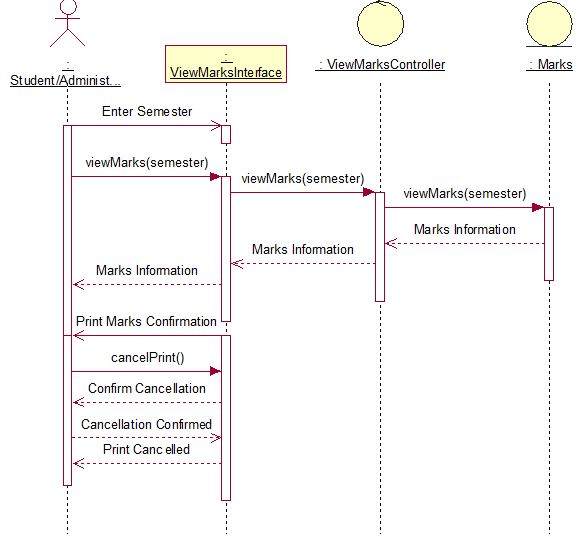 :
Student/Administ...
:
ViewMarksInterface
: ViewMarksController
: Marks
Enter Semester
viewMarks(semester)
viewMarks(semester)
viewMarks(semester)
Marks Information
Marks Information
Marks Information
Print Marks Confirmation
cancelPrint()
Confirm Cancellation
Cancellation Confirmed
Print Cancelled